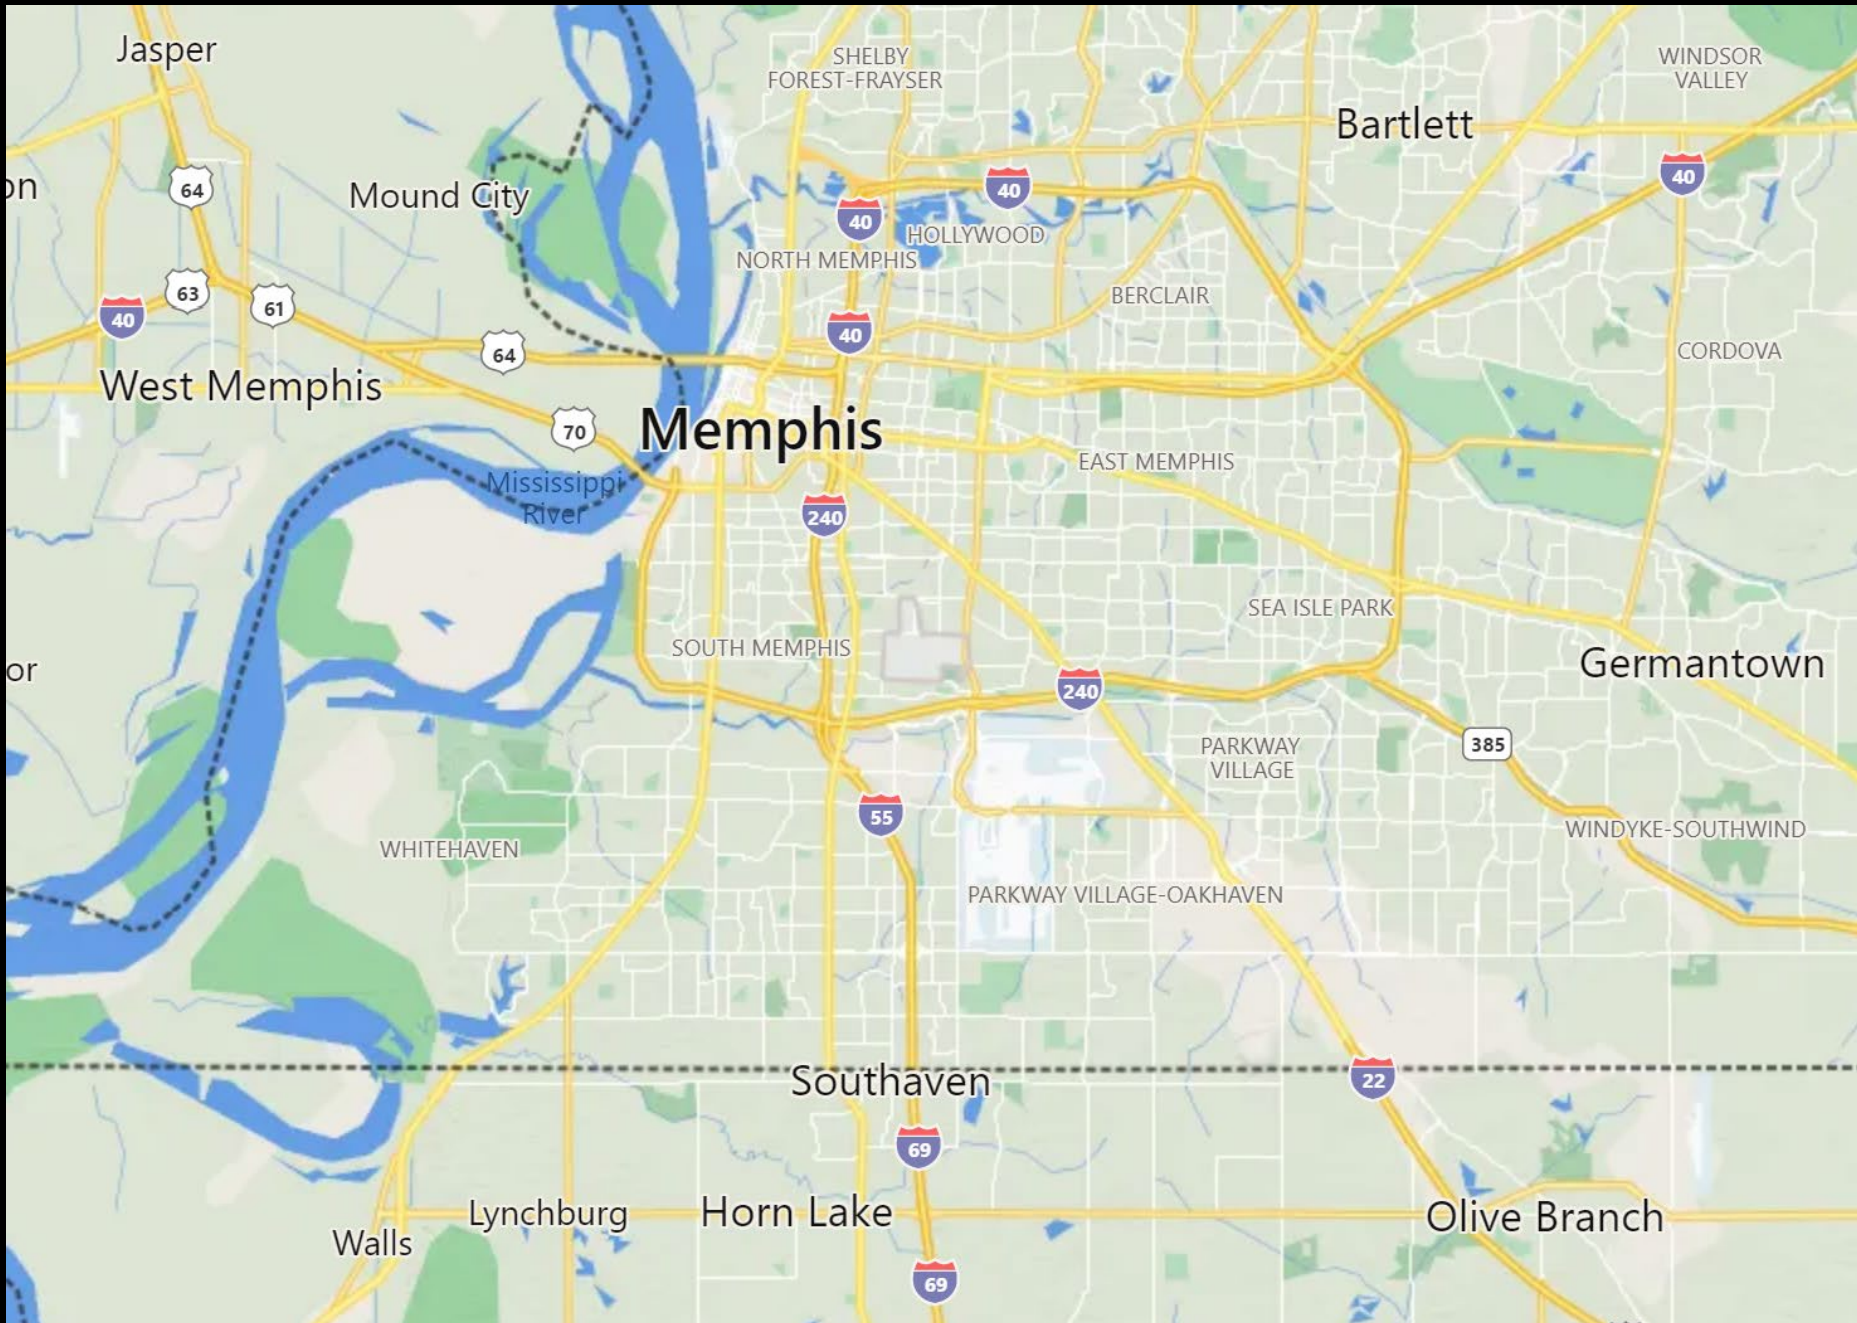 Jasper
SHELBY
FOREST-FRAYSER
WINDSOR
VALLEY
Bartlett
64
on
Mound City
40
40
40
HOLLYWOOD
NORTH MEMPHIS
63
61
40
BERCLAIR
40
64
CORDOVA
West Memphis
70
Memphis
EAST MEMPHIS
Mississippi
River
240
SEA ISLE PARK
SOUTH MEMPHIS
or
Germantown
240
385
PARKWAY
VILLAGE
55
WINDYKE-SOUTHWIND
WHITEHAVEN
PARKWAY VILLAGE-OAKHAVEN
Southaven
22
69
Lynchburg
Horn Lake
Olive Branch
Walls
69